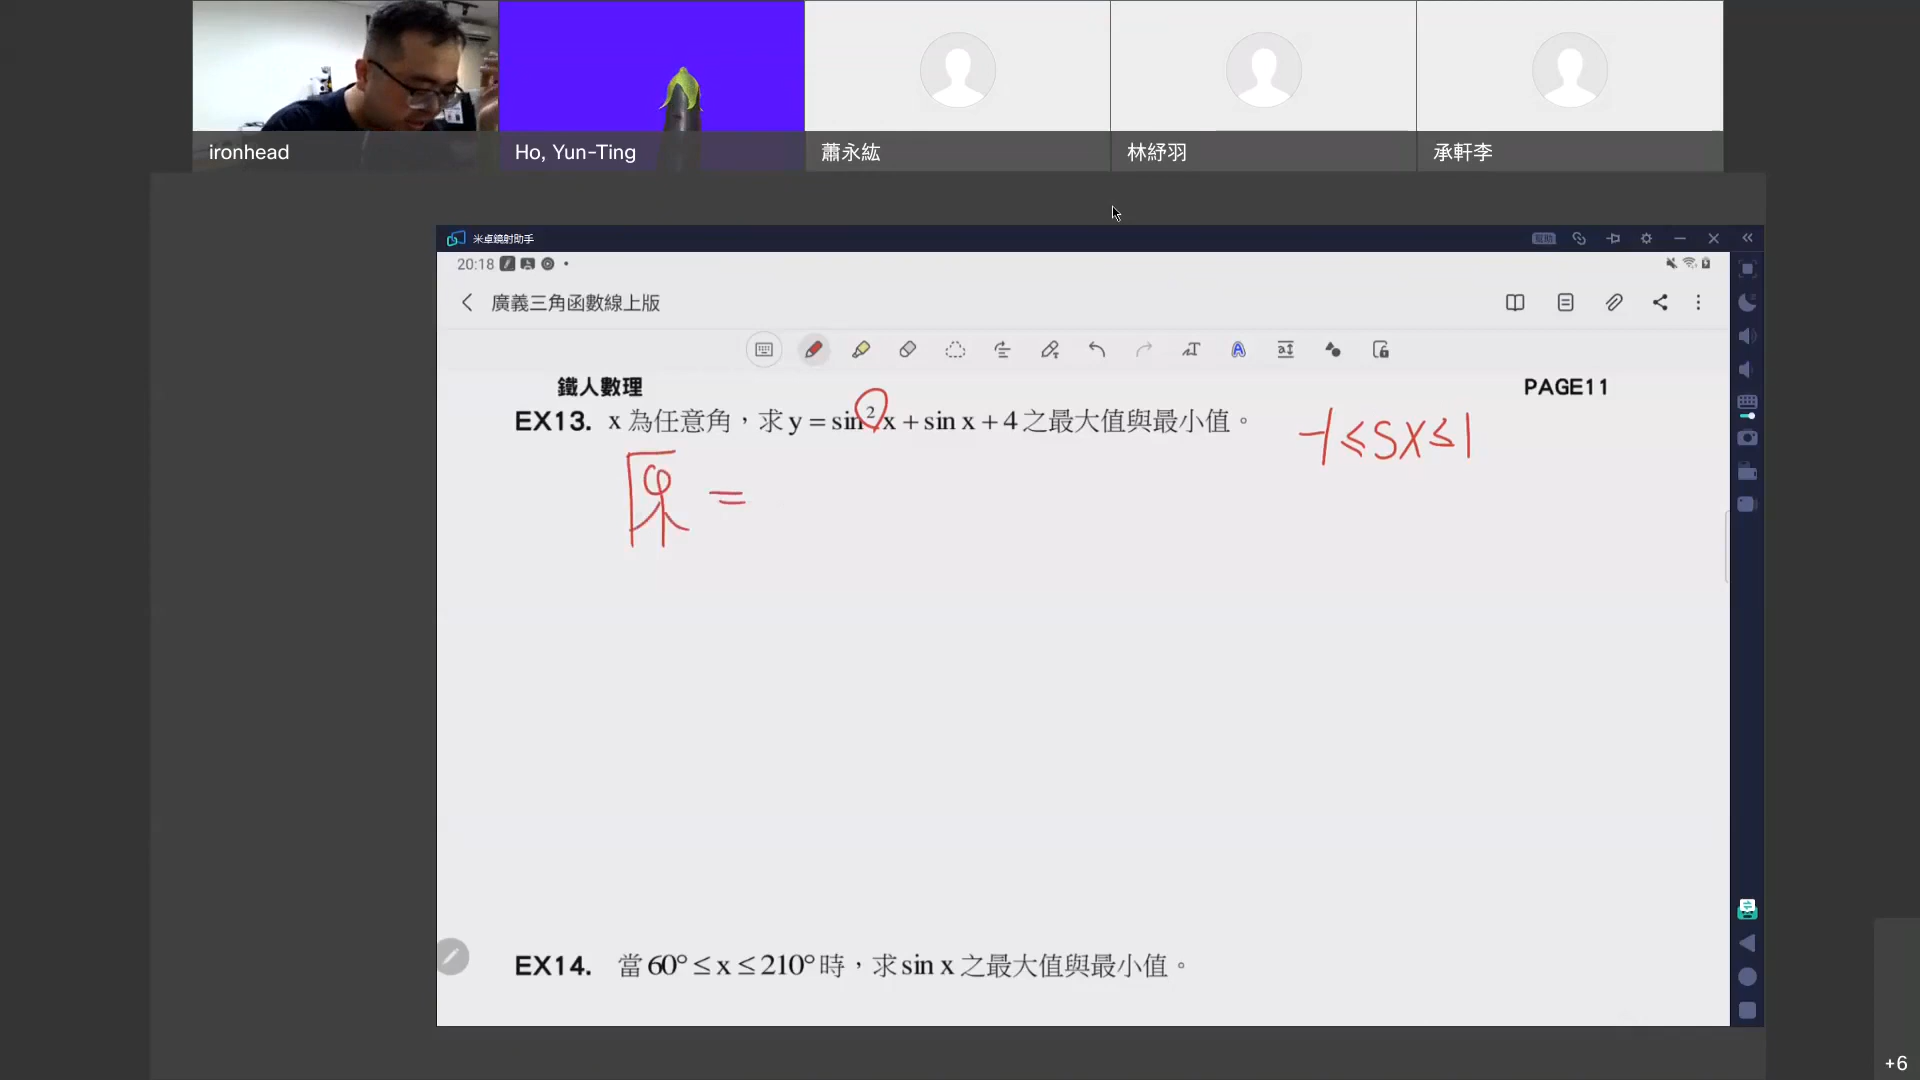 ironhead
Ho, Yun-Ting
蕭永紘
林紓羽
承軒李
米卓鏡射助手
20:18
廣義三角函數線上版
鐵人數理
PAGE11
EX13. x 為任意角,求 y = sin²x + sin x + 4 之最大值與最小值。
-1 ≤ SX ≤ 1
=
EX14. 當 60° ≤ x ≤ 210° 時,求 sin x 之最大值與最小值。
+6